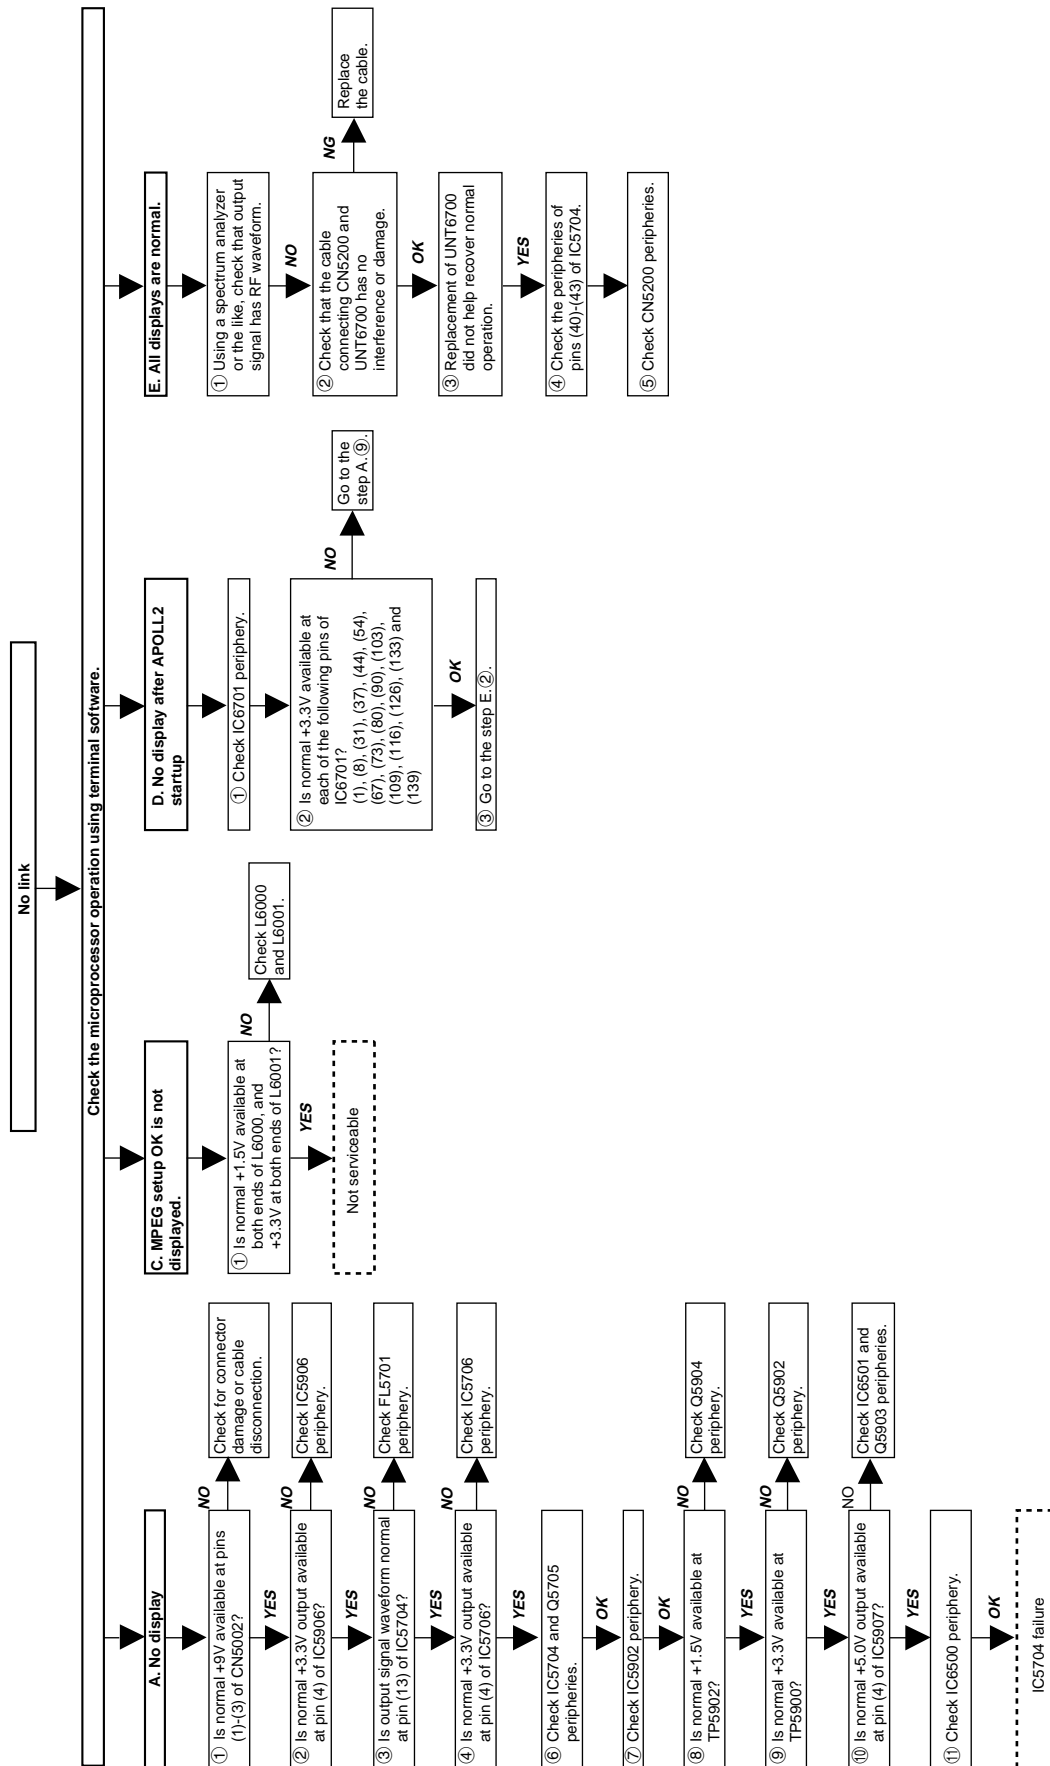 No link
Check the microprocessor operation using terminal software.
A. No display
① Is normal +9V available at pins
(1)-(3) of CN5002?
NO
Check for connector
damage or cable
disconnection.
YES
② Is normal +3.3V output available
at pin (4) of IC5906?
NO
Check IC5906
periphery.
YES
③ Is output signal waveform normal
at pin (13) of IC5704?
NO
Check FL5701
periphery.
YES
④ Is normal +3.3V output available
at pin (4) of IC5706?
NO
Check IC5706
periphery.
YES
⑥ Check IC5704 and Q5705
peripheries.
OK
⑦ Check IC5902 periphery.
OK
⑧ Is normal +1.5V available at
TP5902?
NO
Check Q5904
periphery.
YES
⑨ Is normal +3.3V available at
TP5900?
NO
Check Q5902
periphery.
YES
⑩ Is normal +5.0V output available
at pin (4) of IC5907?
NO
Check IC6501 and
Q5903 peripheries.
YES
⑪ Check IC6500 periphery.
OK
IC5704 failure
C. MPEG setup OK is not
displayed.
① Is normal +1.5V available at
both ends of L6000, and
+3.3V at both ends of L6001?
NO
Check L6000
and L6001.
YES
Not serviceable
D. No display after APOLL2
startup
① Check IC6701 periphery.
② Is normal +3.3V available at
each of the following pins of
IC6701?
(1), (8), (31), (37), (44), (54),
(67), (73), (80), (90), (103),
(109), (116), (126), (133) and
(139)
NO
Go to the
step A.⑨.
OK
③ Go to the step E.②.
E. All displays are normal.
① Using a spectrum analyzer
or the like, check that output
signal has RF waveform.
NO
② Check that the cable
connecting CN5200 and
UNT6700 has no
interference or damage.
NG
Replace
the cable.
OK
③ Replacement of UNT6700
did not help recover normal
operation.
YES
④ Check the peripheries of
pins (40)-(43) of IC5704.
⑤ Check CN5200 peripheries.